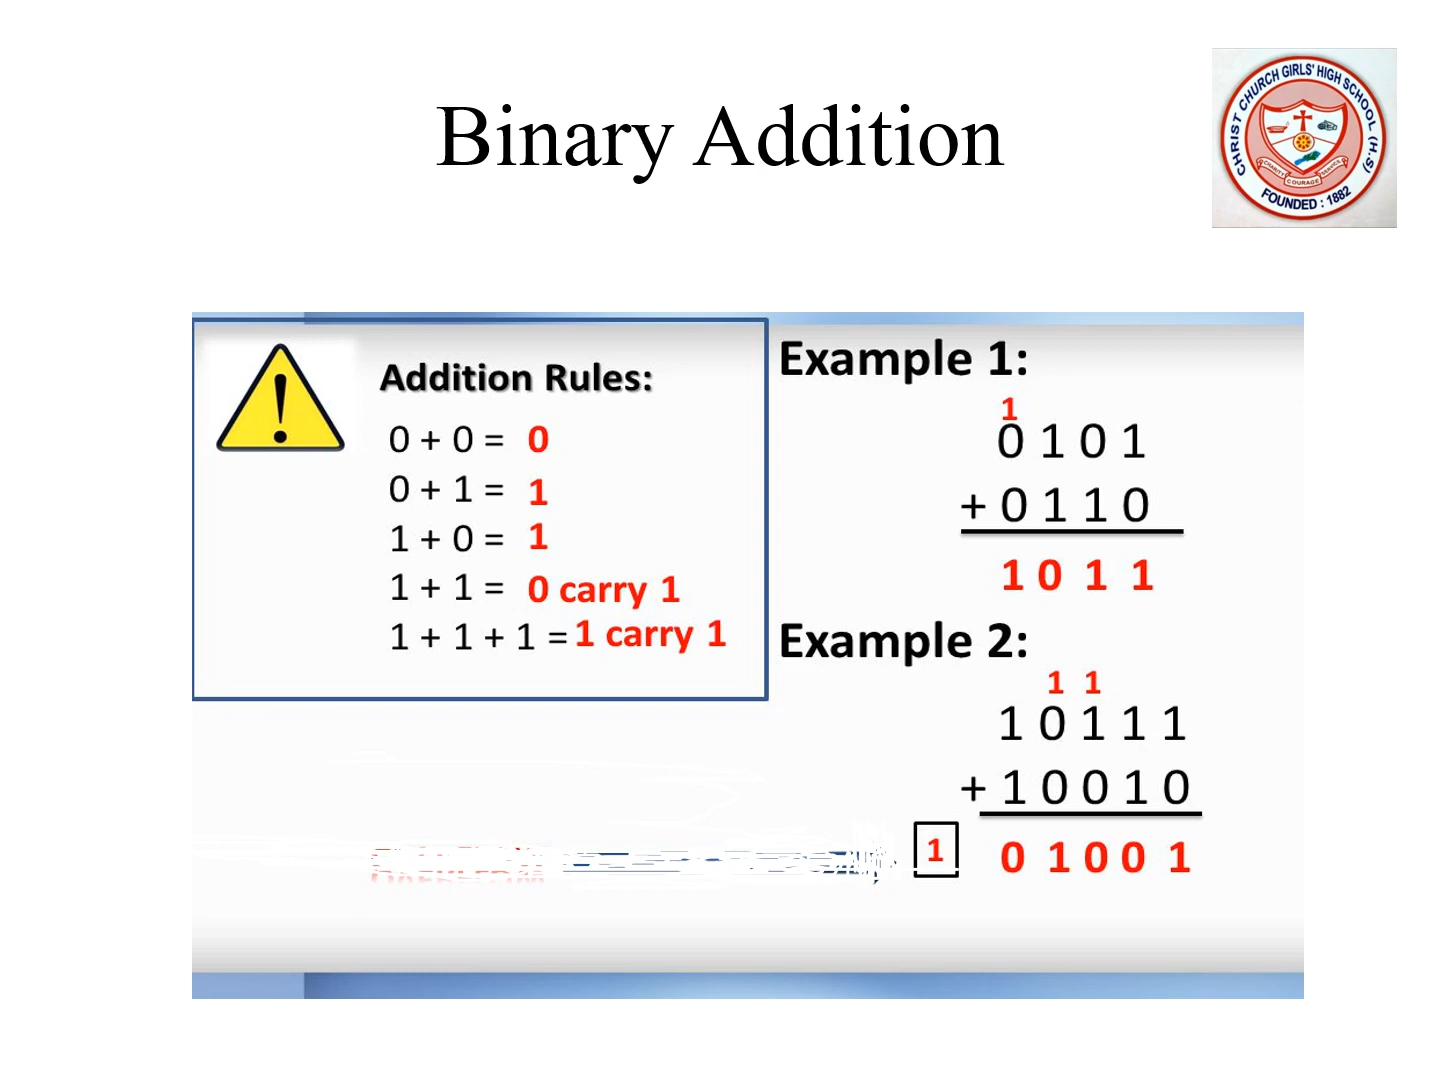 Binary Addition
CHRIST CHURCH GIRLS' HIGH SCHOOL (H.S)
CHARITY COURAGE SERVICE
FOUNDED : 1882
Addition Rules:
0 + 0 = 0
0 + 1 = 1
1 + 0 = 1
1 + 1 = 0 carry 1
1 + 1 + 1 = 1 carry 1
Example 1:
1
0 1 0 1
+ 0 1 1 0
1 0 1 1
Example 2:
1 1
1 0 1 1 1
+ 1 0 0 1 0
1 0 1 0 0 1